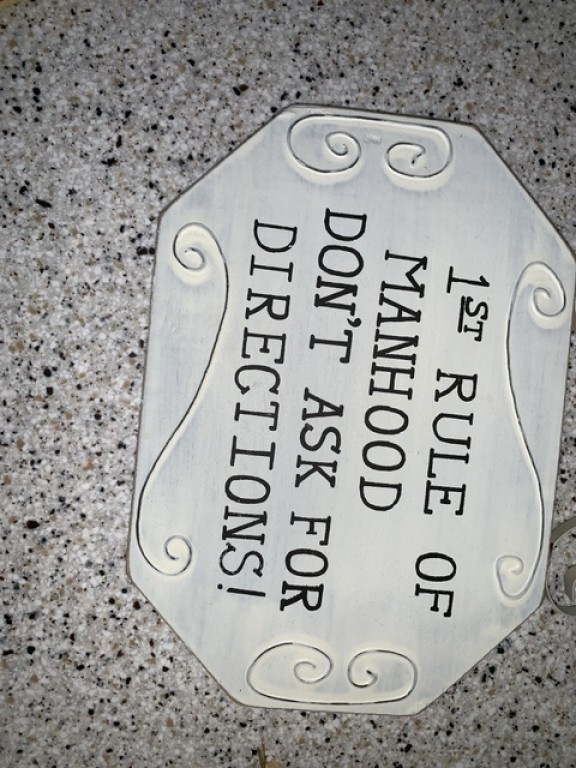 1ST RULE OF
MANHOOD
DON'T ASK FOR
DIRECTIONS!